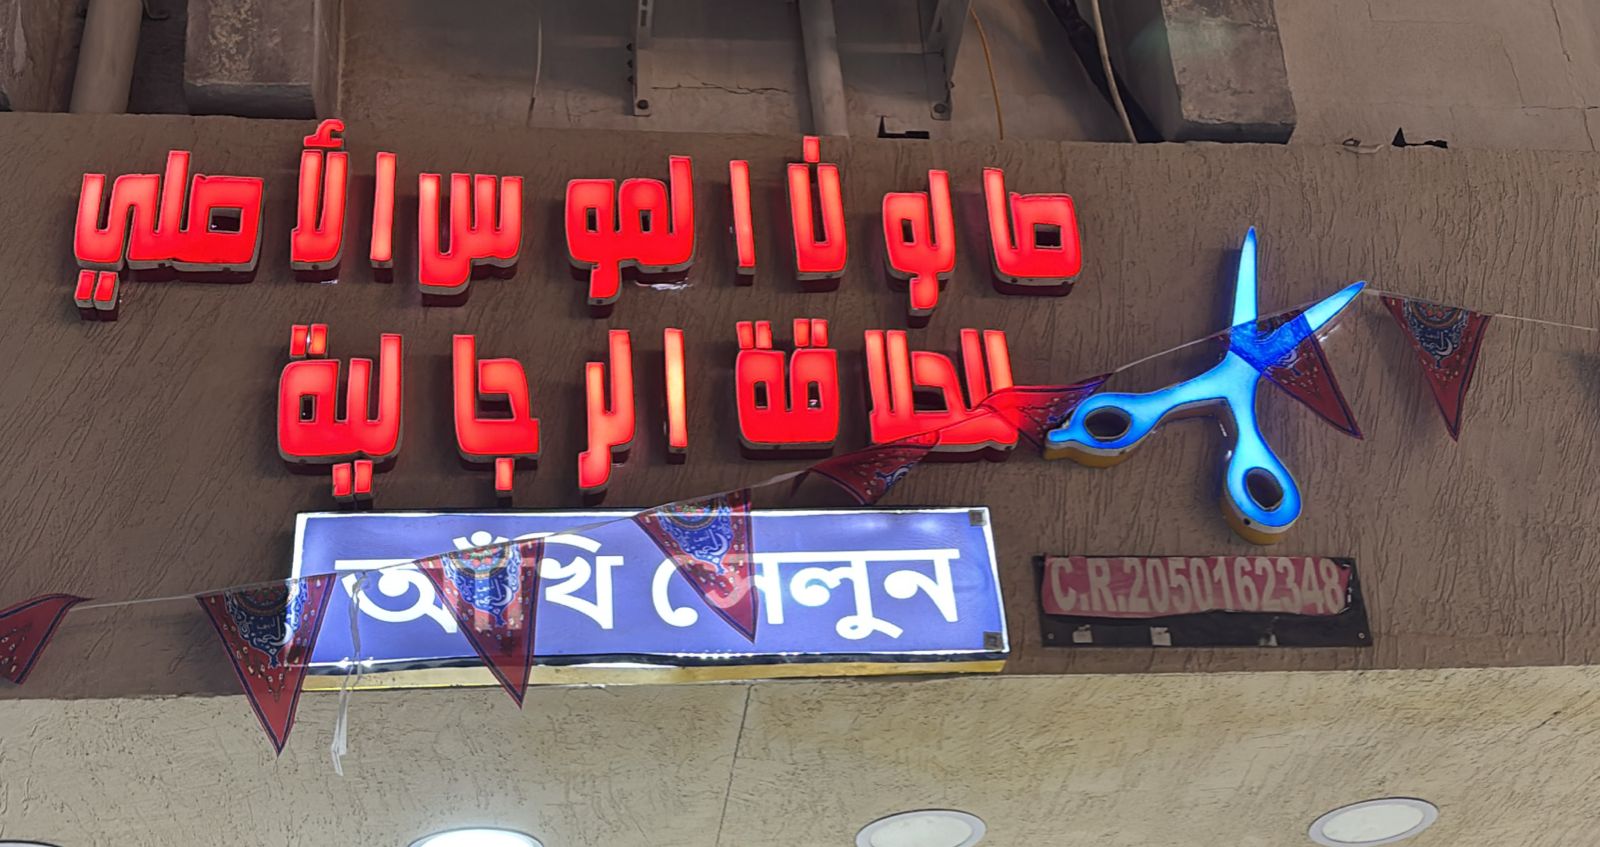 صالون الموس الأصلي
للحلاقة الرجالية
আঁখি সেলুন
C.R.2050162348